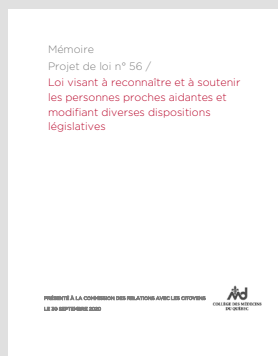 Mémoire
Projet de loi n° 56 /
Loi visant à reconnaître et à soutenir
les personnes proches aidantes et
modifiant diverses dispositions
législatives
PRÉSENTÉ À LA COMMISSION DES RELATIONS AVEC LES CITOYENS
LE 29 SEPTEMBRE 2020
COLLÈGE DES MÉDECINS
DU QUÉBEC